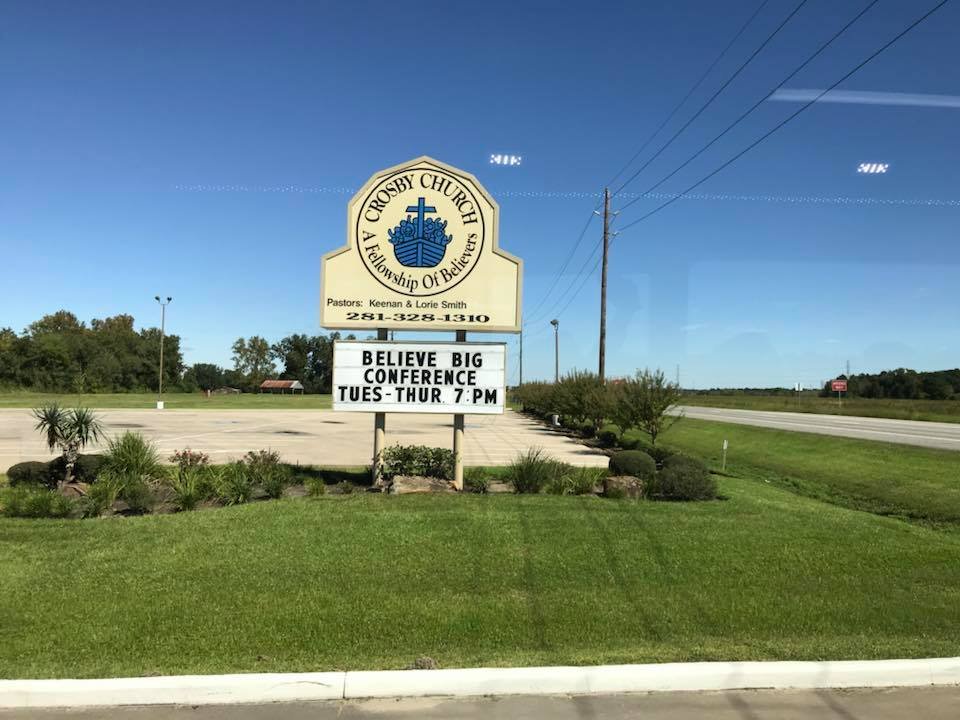 CROSBY CHURCH
A Fellowship Of Believers
Pastors: Keenan & Lorie Smith
281-328-1310
BELIEVE BIG
CONFERENCE
TUES-THUR. 7:PM